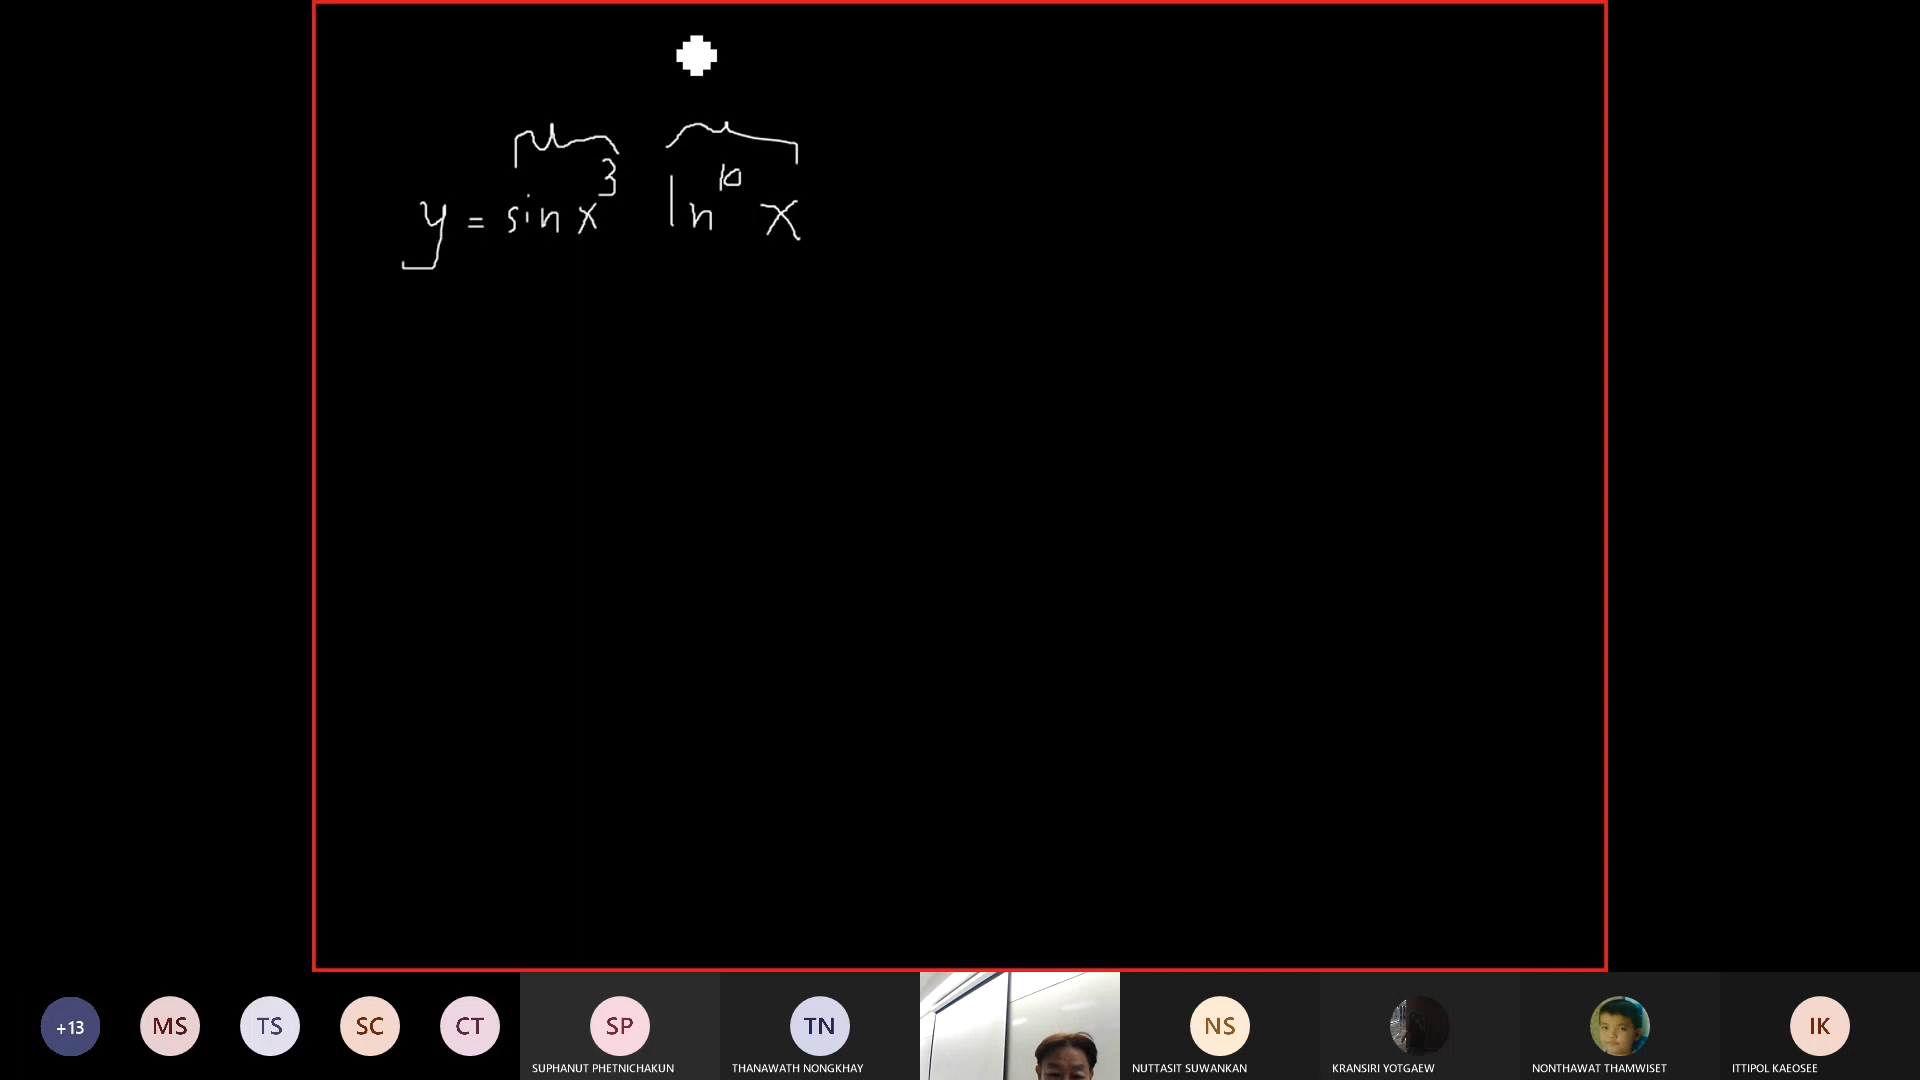 y = sin x³ ln¹⁰ x
+13 MS TS SC CT SP TN NS IK
SUPHANUT PHETNICHAKUN THANAWATH NONGKHAY NUTTASIT SUWANKAN KRANSIRI YOTGAEW NONTHAWAT THAMWISET ITTIPOL KAEOSEE